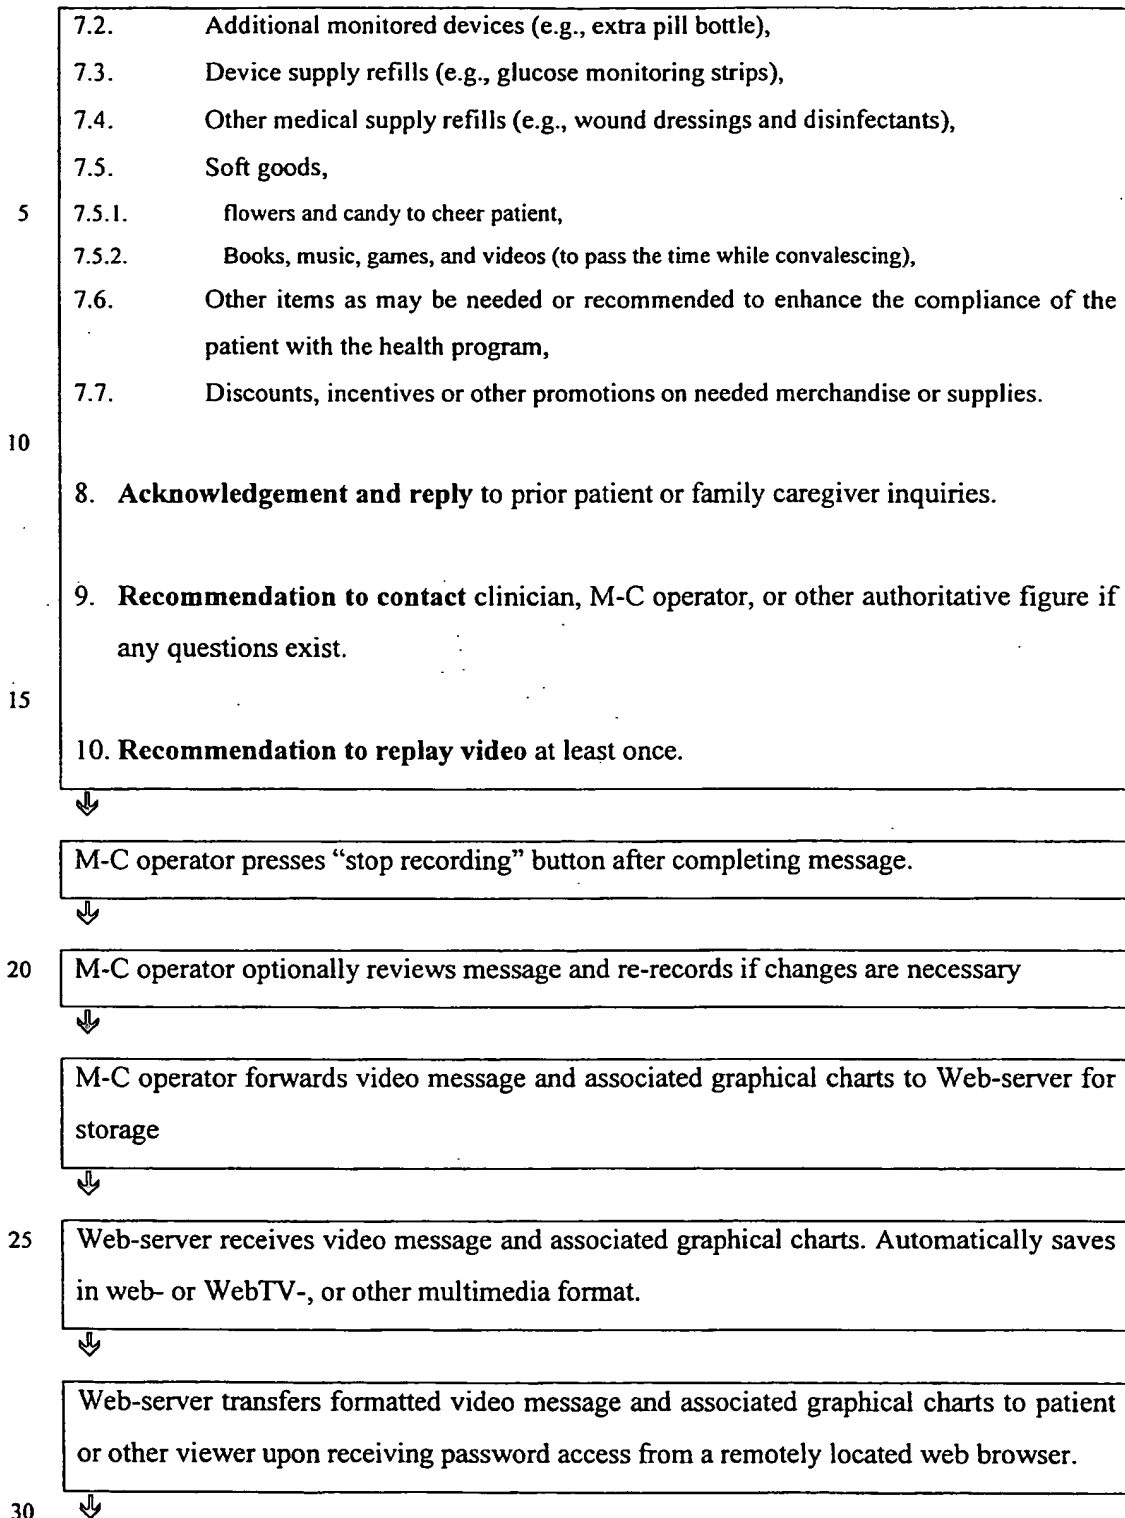 7.2. Additional monitored devices (e.g., extra pill bottle),
7.3. Device supply refills (e.g., glucose monitoring strips),
7.4. Other medical supply refills (e.g., wound dressings and disinfectants),
7.5. Soft goods,
5 7.5.1. flowers and candy to cheer patient,
7.5.2. Books, music, games, and videos (to pass the time while convalescing),
7.6. Other items as may be needed or recommended to enhance the compliance of the
patient with the health program,
7.7. Discounts, incentives or other promotions on needed merchandise or supplies.
10
8. Acknowledgement and reply to prior patient or family caregiver inquiries.
9. Recommendation to contact clinician, M-C operator, or other authoritative figure if
any questions exist.
15
10. Recommendation to replay video at least once.
M-C operator presses “stop recording” button after completing message.
20 M-C operator optionally reviews message and re-records if changes are necessary
M-C operator forwards video message and associated graphical charts to Web-server for
storage
25 Web-server receives video message and associated graphical charts. Automatically saves
in web- or WebTV-, or other multimedia format.
Web-server transfers formatted video message and associated graphical charts to patient
or other viewer upon receiving password access from a remotely located web browser.
30